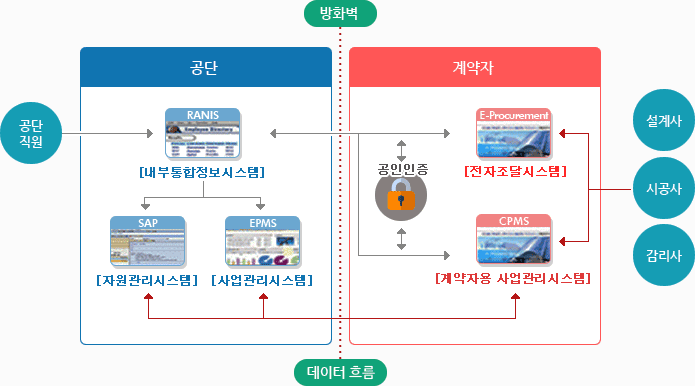 방화벽
공단
계약자
공단
직원
RANIS
Employee Directory
[내부통합정보시스템]
SAP
[자원관리시스템]
EPMS
[사업관리시스템]
공인인증
E-Procurement
[전자조달시스템]
CPMS
[계약자용 사업관리시스템]
설계사
시공사
감리사
데이터 흐름